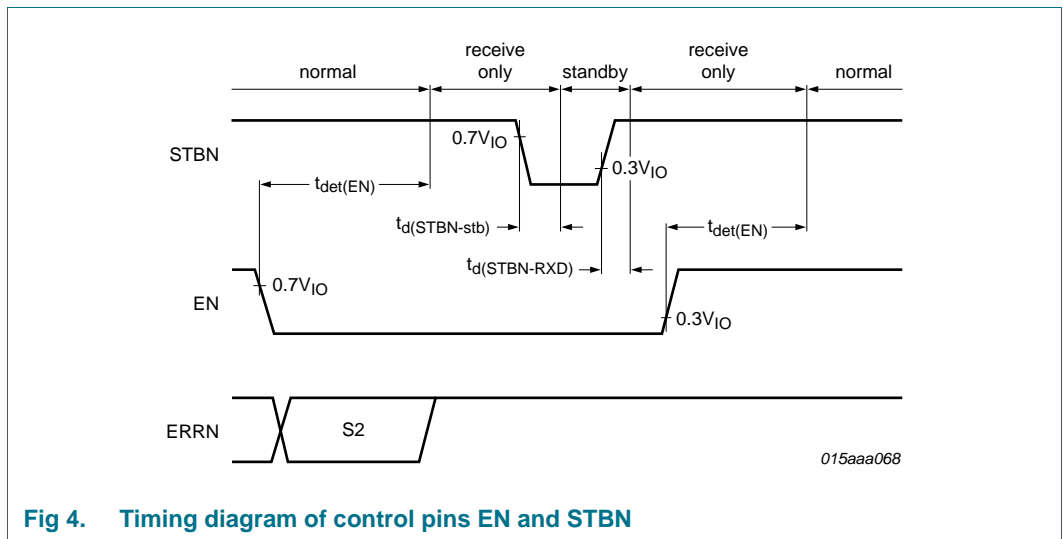 receive
only
receive
only
normal
standby
normal
STBN
0.7VIO
0.3VIO
tdet(EN)
td(STBN-stb)
tdet(EN)
td(STBN-RXD)
EN
0.7VIO
0.3VIO
ERRN
S2
015aaa068
Fig 4. Timing diagram of control pins EN and STBN